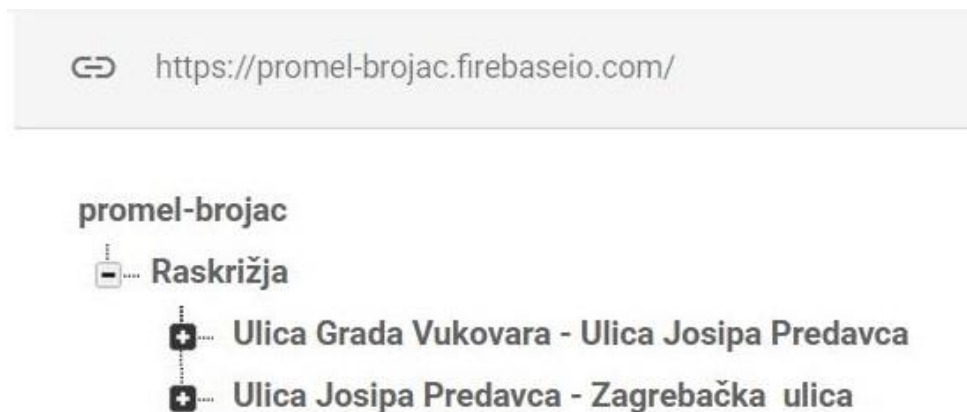 https://promel-brojac.firebaseio.com/
promel-brojac
Raskrižja
Ulica Grada Vukovara - Ulica Josipa Predavca
Ulica Josipa Predavca - Zagrebačka ulica